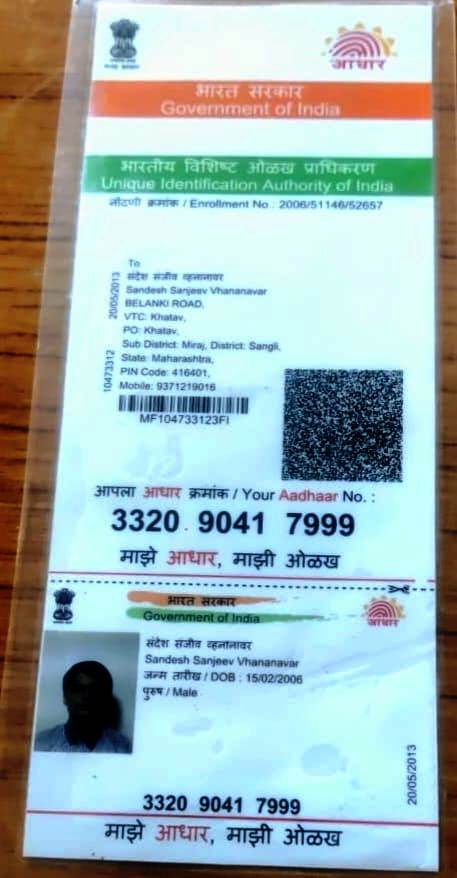 आधार
भारत सरकार
Government of India
भारतीय विशिष्ट ओळख प्राधिकरण
Unique Identification Authority of India
नोंदणी क्रमांक / Enrollment No.: 2006/51146/52657
To
संदेश संजीव व्हनानावर
Sandesh Sanjeev Vhananavar
BELANKI ROAD,
VTC: Khatav,
PO: Khatav,
Sub District: Miraj, District: Sangli,
State: Maharashtra,
PIN Code: 416401,
Mobile: 9371219016
10473312 20/05/2013
MF104733123FI
आपला आधार क्रमांक / Your Aadhaar No. :
3320 9041 7999
माझे आधार, माझी ओळख
भारत सरकार
Government of India
आधार
संदेश संजीव व्हनानावर
Sandesh Sanjeev Vhananavar
जन्म तारीख / DOB : 15/02/2006
पुरुष / Male
20/05/2013
3320 9041 7999
माझे आधार, माझी ओळख